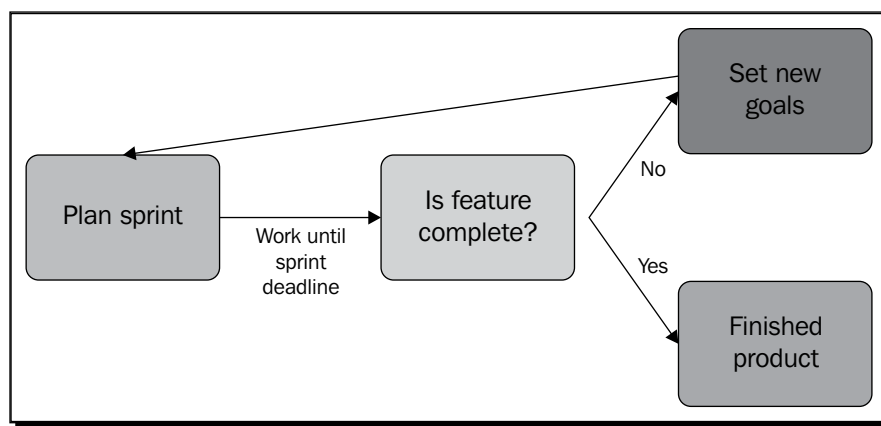 Set new
goals
Plan sprint
Is feature
complete?
No
Work until
sprint
deadline
Yes
Finished
product